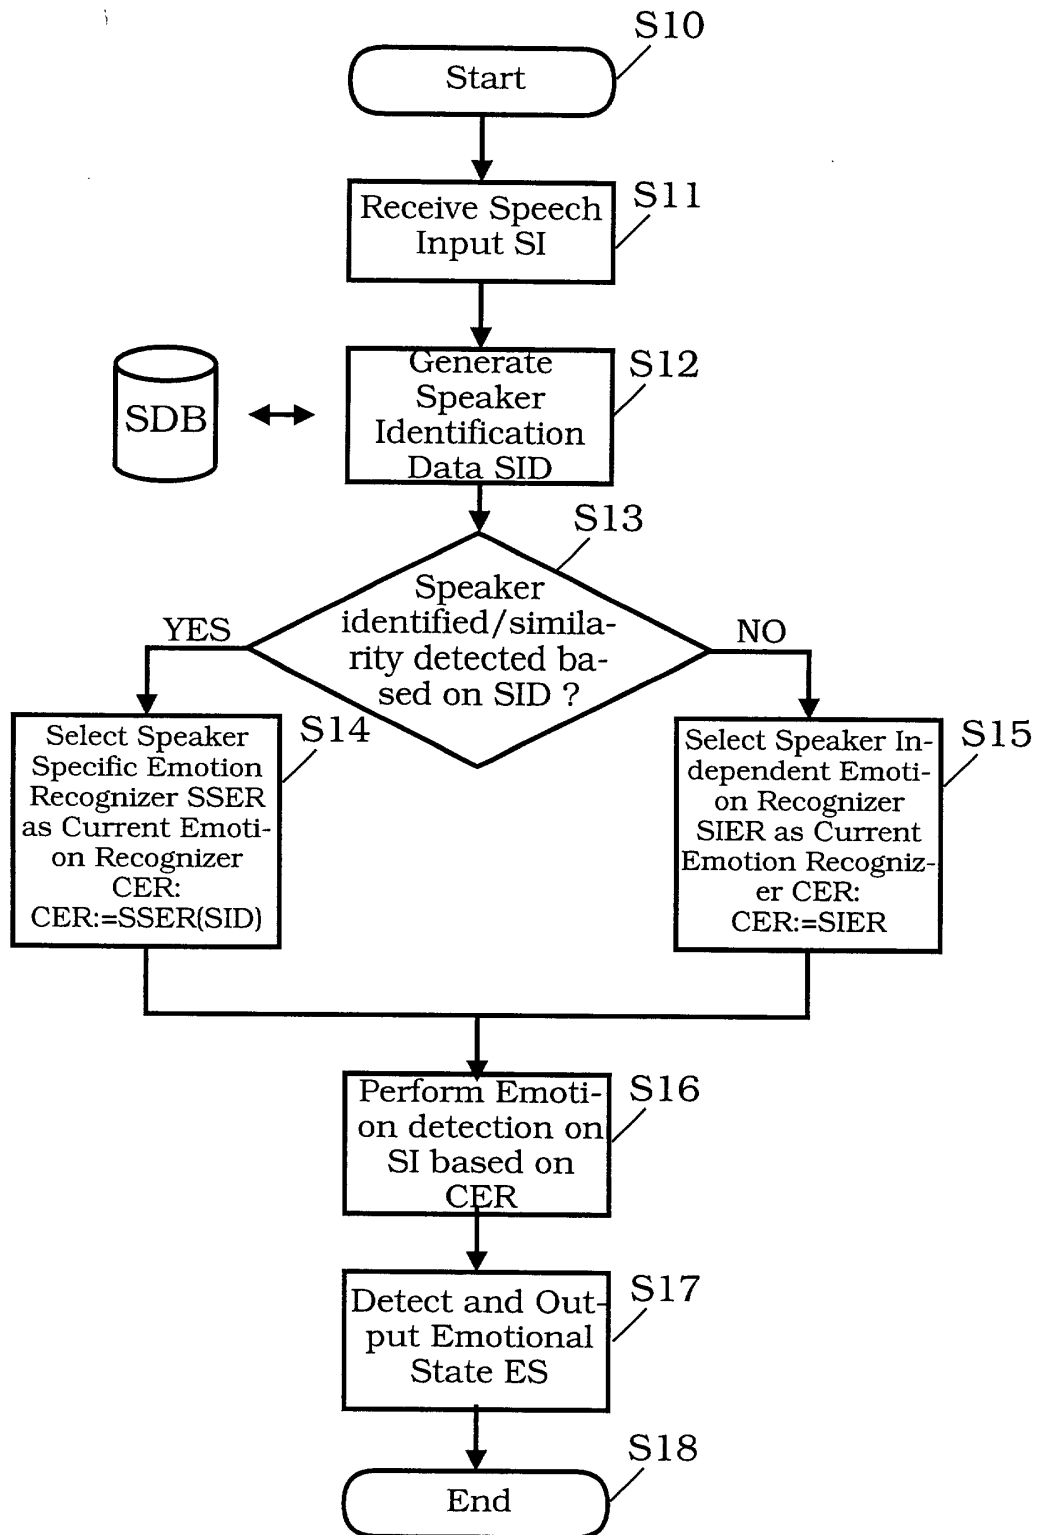 S10
Start
S11
Receive Speech
Input SI
S12
Generate
Speaker
Identification
Data SID
SDB
S13
Speaker
identified/simila-
rity detected ba-
sed on SID ?
YES
NO
S14
Select Speaker
Specific Emotion
Recognizer SSER
as Current Emoti-
on Recognizer
CER:
CER:=SSER(SID)
S15
Select Speaker In-
dependent Emoti-
on Recognizer
SIER as Current
Emotion Recogniz-
er CER:
CER:=SIER
S16
Perform Emoti-
on detection on
SI based on
CER
S17
Detect and Out-
put Emotional
State ES
S18
End